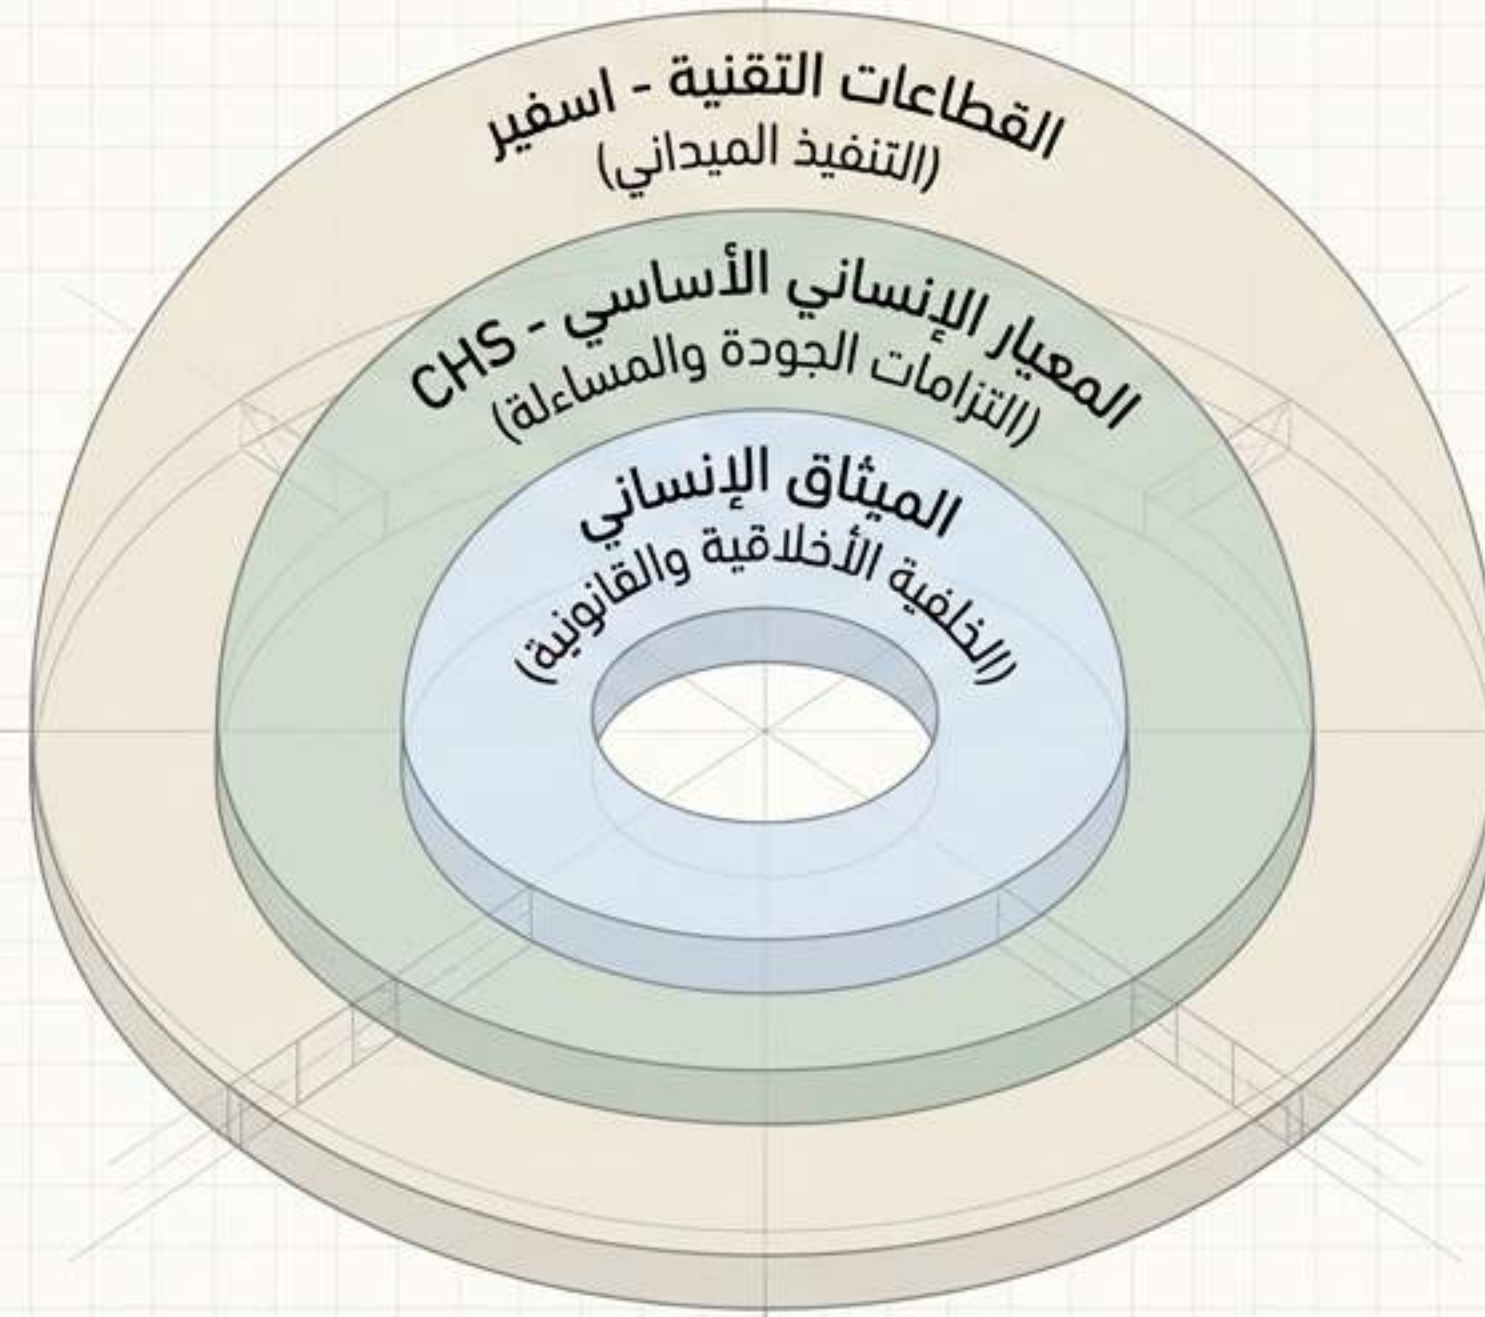 القطاعات التقنية - اسفير
(التنفيذ الميداني)
المعيار الإنساني الأساسي - CHS
(التزامات الجودة والمساءلة)
الميثاق الإنساني
(الخلفية الأخلاقية والقانونية)